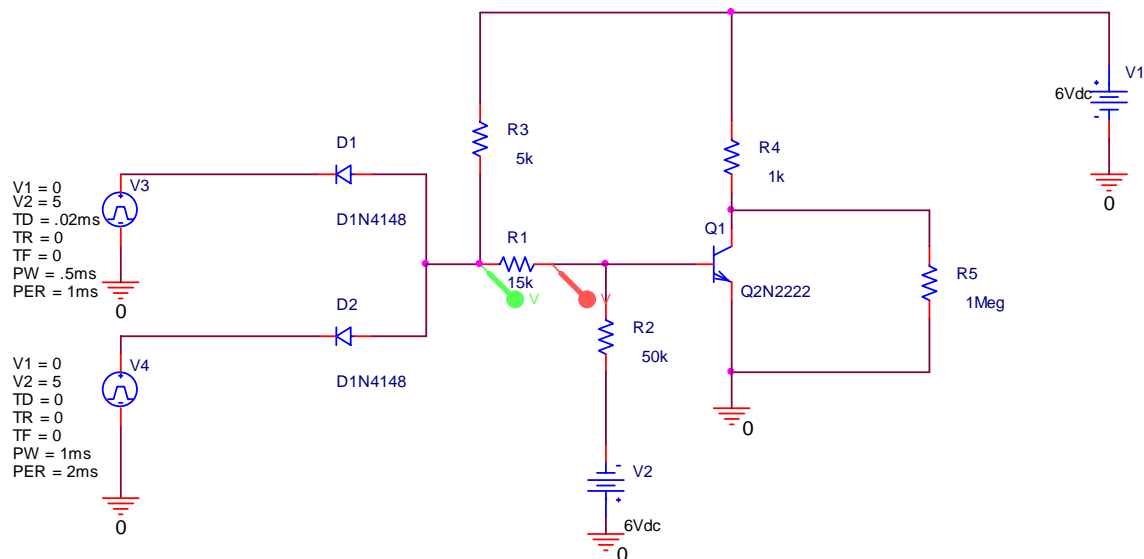 V1
6Vdc
+
-
0
R3
5k
R4
1k
D1
D1N4148
V1 = 0
V2 = 5
TD = .02ms
TR = 0
TF = 0
PW = .5ms
PER = 1ms
V3
+
-
0
R1
15k
V
V
Q1
Q2N2222
R5
1Meg
D2
D1N4148
R2
50k
V1 = 0
V2 = 5
TD = 0
TR = 0
TF = 0
PW = 1ms
PER = 2ms
V4
+
-
0
0
-
V2
+
6Vdc
0